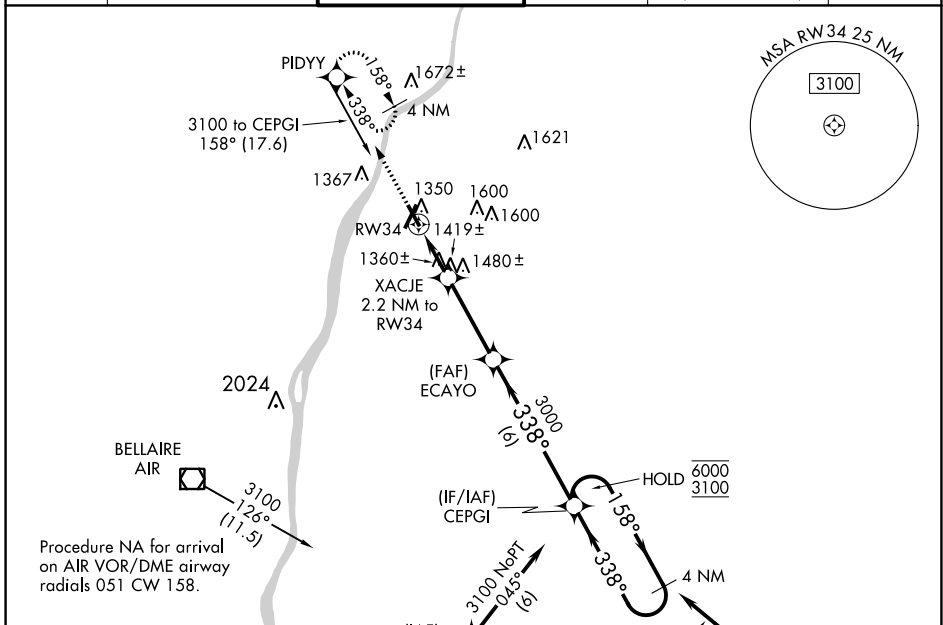 MSA RW34 25 NM
3100
PIDYY
158°
1672±
338°
4 NM
3100 to CEPGI
158° (17.6)
1621
1367
1350
1600
1600
RW34
1419±
1360±
1480±
XACJE
2.2 NM to
RW34
(FAF)
ECAYO
2024
3000
338°
(6)
BELLAIRE
AIR
3100
126°
(11.5)
HOLD
6000
3100
(IF/IAF)
CEPGI
158°
338°
4 NM
Procedure NA for arrival
on AIR VOR/DME airway
radials 051 CW 158.
3100 NoPT
045°
(6)